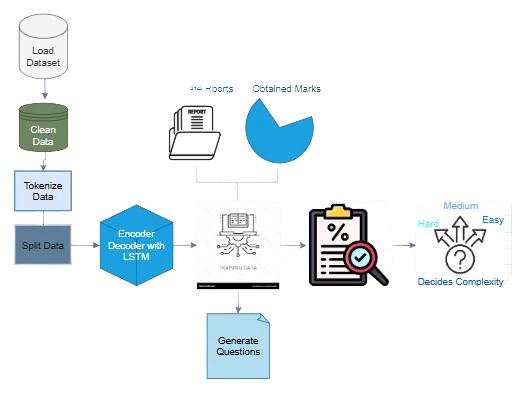 Load
Dataset
Clean
Data
Tokenize
Data
Split Data
Encoder
Decoder with
LSTM
Obtained Marks
REPORT
TRAINING DATA
Generate
Questions
%
Medium
Hard
Easy
?
Decides Complexity